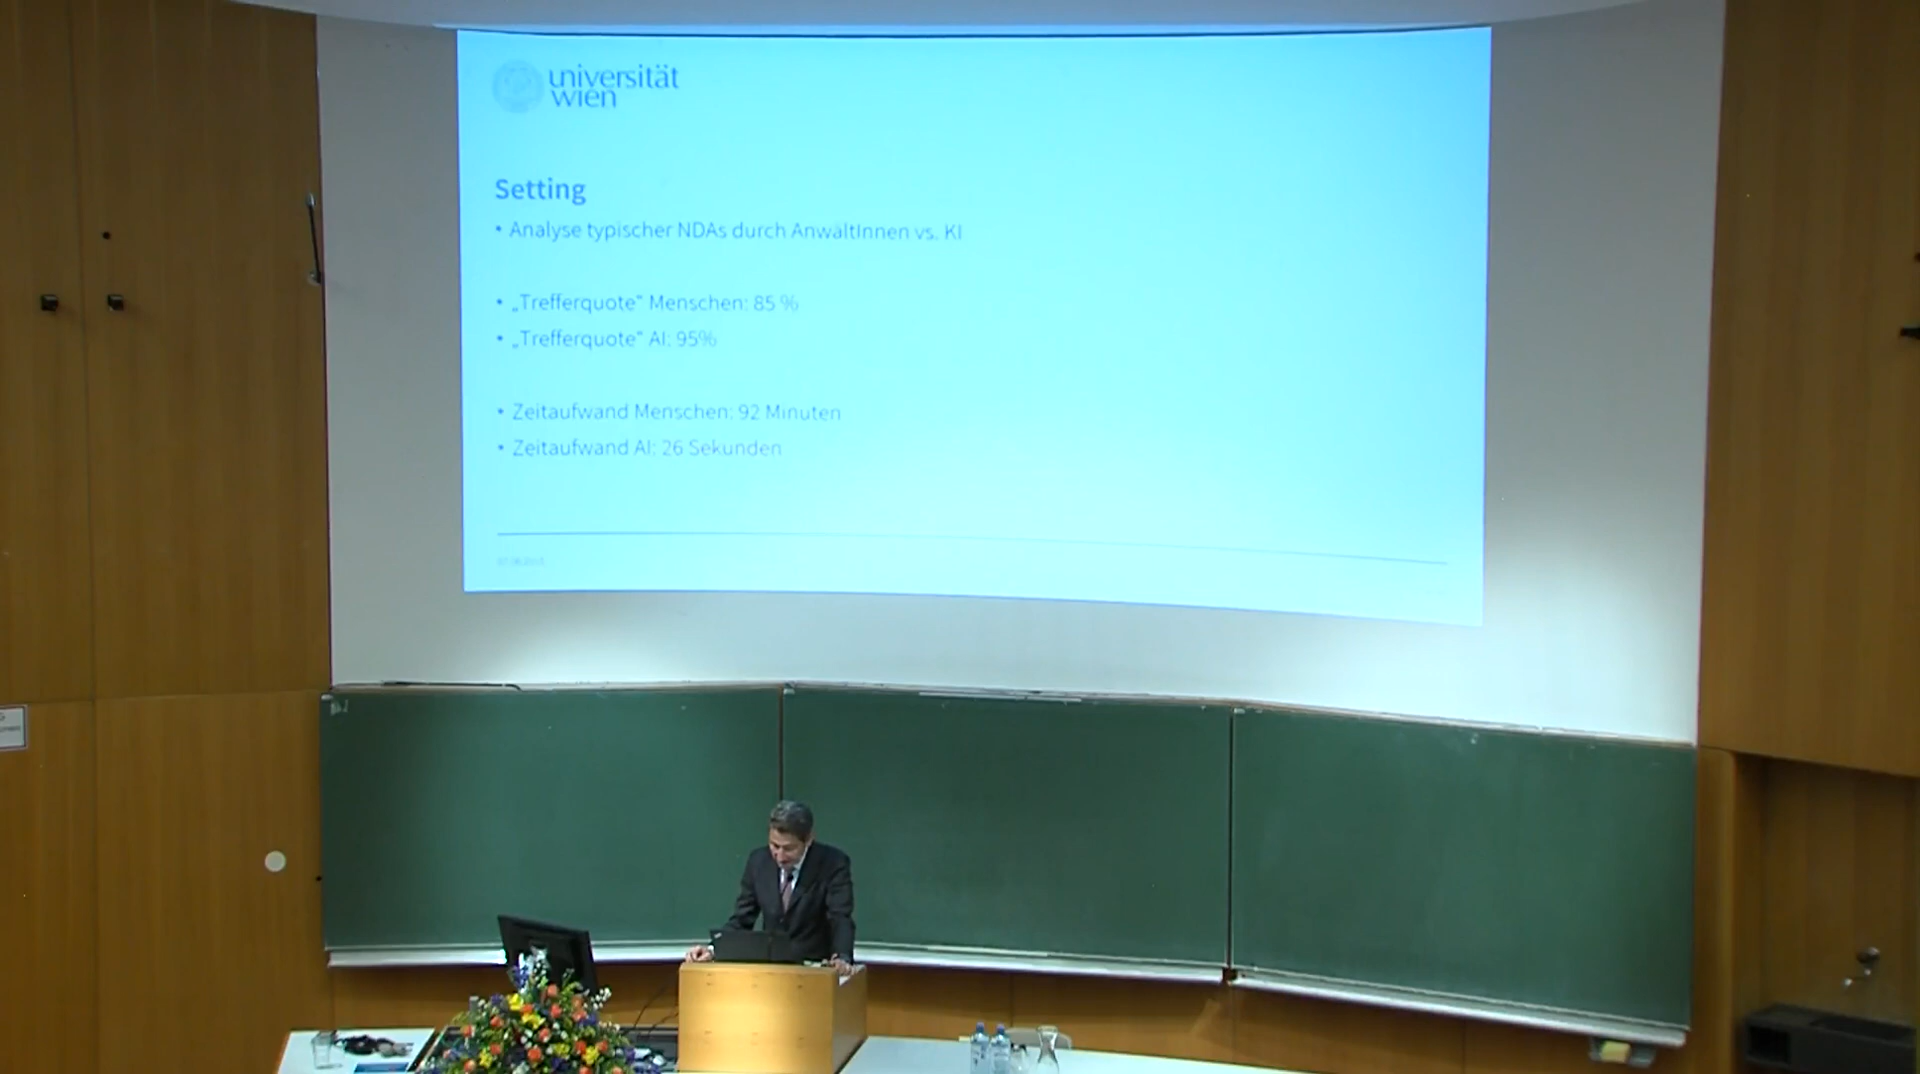 universität
wien
Setting
• Analyse typischer NDAs durch AnwältInnen vs. KI
• „Trefferquote“ Menschen: 85 %
• „Trefferquote“ AI: 95%
• Zeitaufwand Menschen: 92 Minuten
• Zeitaufwand AI: 26 Sekunden